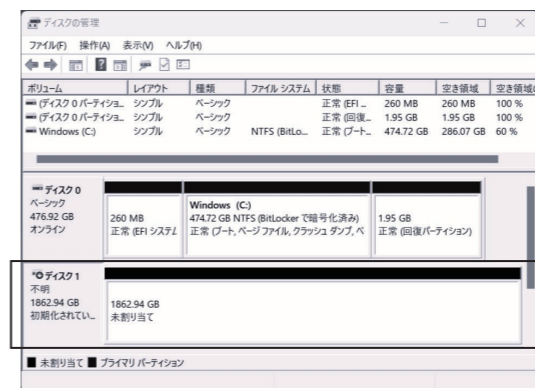 ディスクの管理
ファイル(F) 操作(A) 表示(V) ヘルプ(H)
ボリューム レイアウト 種類 ファイル システム 状態 容量 空き領域 空き領域の
(ディスク 0 パーティショ... シンプル ベーシック 正常 (EFI ... 260 MB 260 MB 100 %
(ディスク 0 パーティショ... シンプル ベーシック 正常 (回復... 1.95 GB 1.95 GB 100 %
Windows (C:) シンプル ベーシック NTFS (BitLo... 正常 (ブート... 474.72 GB 286.07 GB 60 %
ディスク 0
ベーシック
476.92 GB
オンライン
260 MB
正常 (EFI システム
Windows (C:)
474.72 GB NTFS (BitLocker で暗号化済み)
正常 (ブート, ページ ファイル, クラッシュ ダンプ, ベ
1.95 GB
正常 (回復パーティション)
ディスク 1
不明
1862.94 GB
初期化されてい...
1862.94 GB
未割り当て
未割り当て プライマリ パーティション